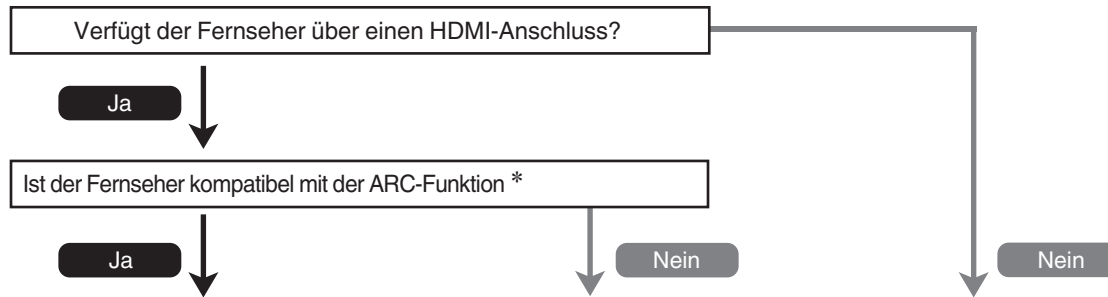 Verfügt der Fernseher über einen HDMI-Anschluss?
Ja
Ist der Fernseher kompatibel mit der ARC-Funktion *
Ja
Nein
Nein